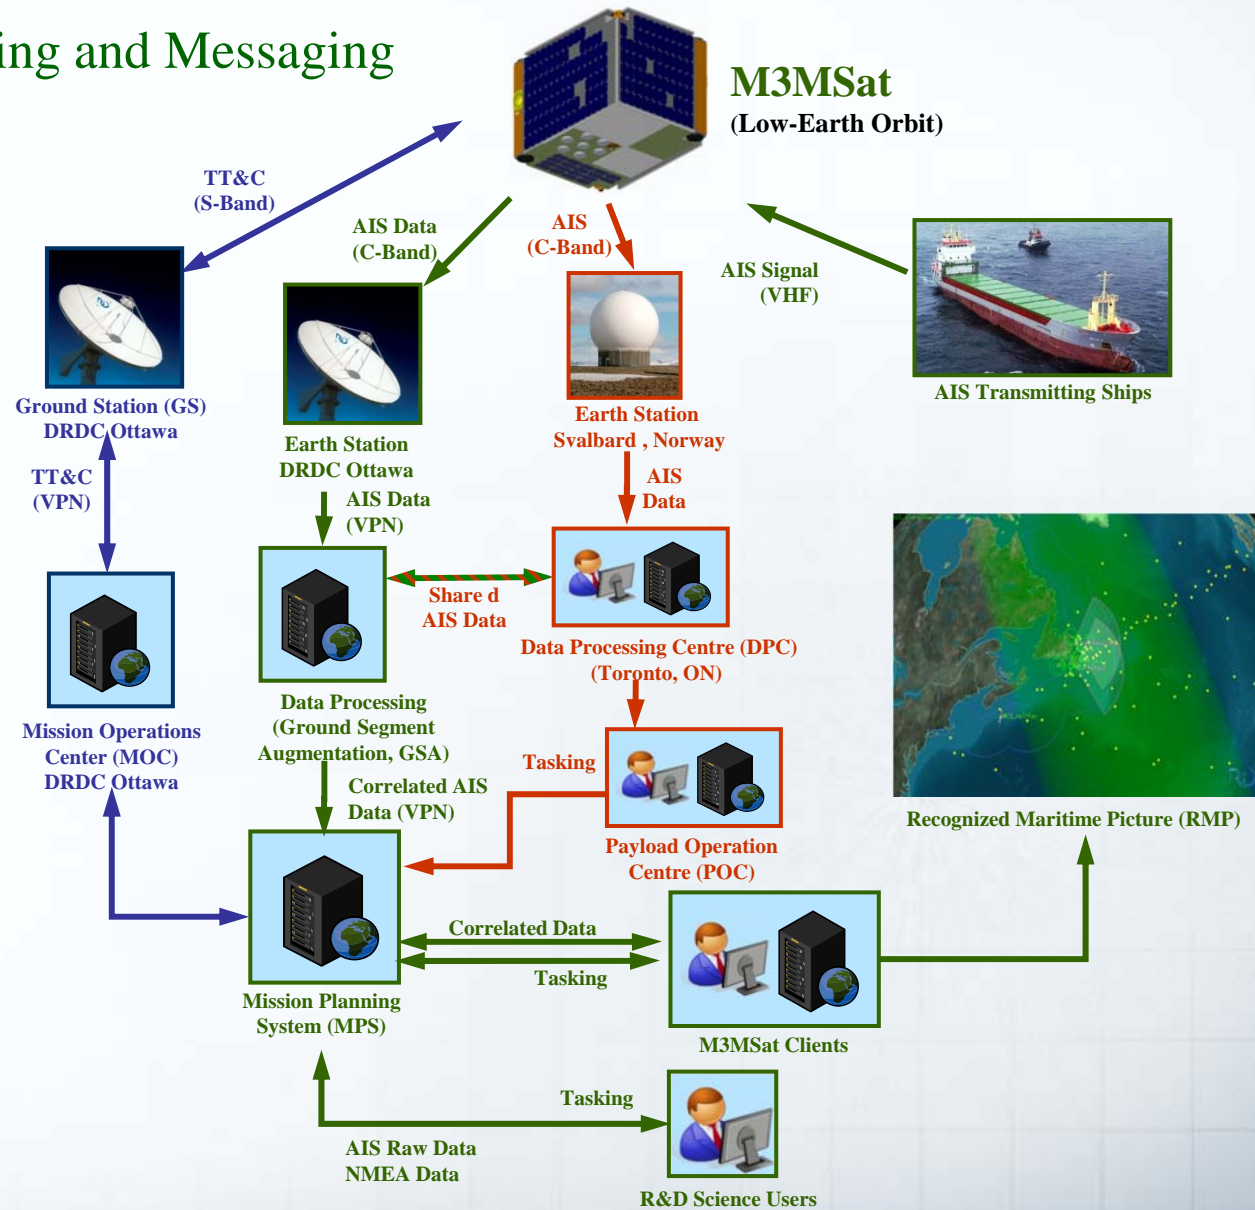 ing and Messaging
M3MSat
(Low-Earth Orbit)
TT&C
(S-Band)
AIS Data
(C-Band)
AIS
(C-Band)
AIS Signal
(VHF)
AIS Transmitting Ships
Ground Station (GS)
DRDC Ottawa
Earth Station
DRDC Ottawa
Earth Station
Svalbard , Norway
TT&C
(VPN)
AIS Data
(VPN)
AIS
Data
Share d
AIS Data
Data Processing Centre (DPC)
(Toronto, ON)
Mission Operations
Center (MOC)
DRDC Ottawa
Data Processing
(Ground Segment
Augmentation, GSA)
Tasking
Correlated AIS
Data (VPN)
Payload Operation
Centre (POC)
Recognized Maritime Picture (RMP)
Correlated Data
Tasking
Mission Planning
System (MPS)
M3MSat Clients
Tasking
AIS Raw Data
NMEA Data
R&D Science Users